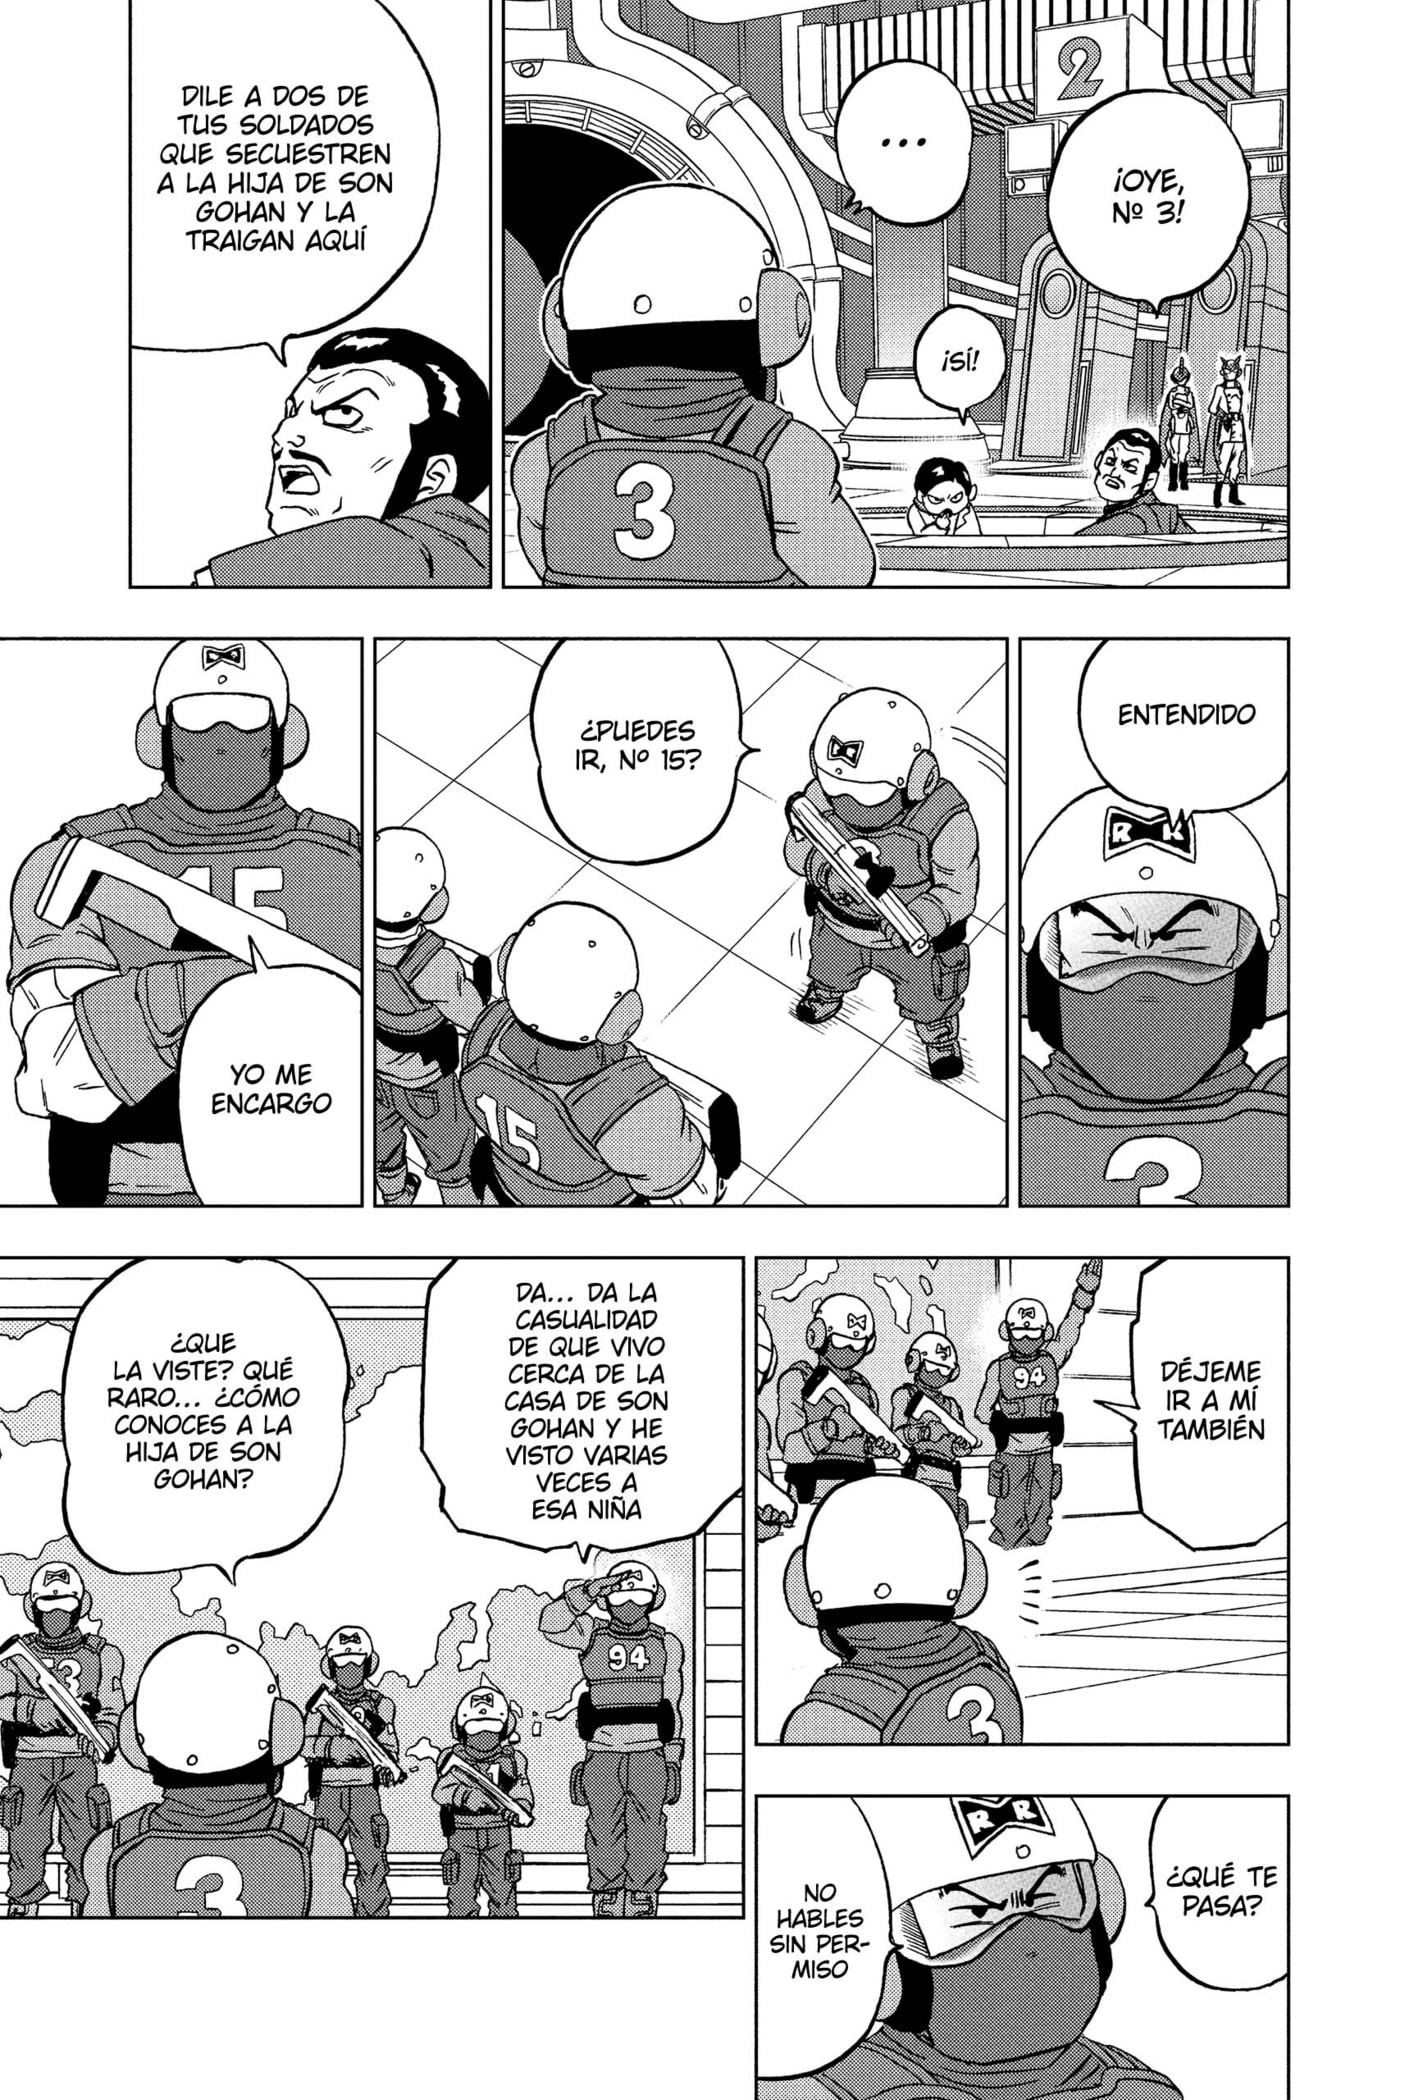 2
¡OYE,
Nº 3!
...
¡SÍ!
3
DILE A DOS DE
TUS SOLDADOS
QUE SECUESTREN
A LA HIJA DE SON
GOHAN Y LA
TRAIGAN AQUÍ
ENTENDIDO
R R
3
¿PUEDES
IR, Nº 15?
15
15
YO ME
ENCARGO
DÉJEME
IR A MÍ
TAMBIÉN
94
3
¿QUÉ TE
PASA?
R R
NO
HABLES
SIN PER-
MISO
DA... DA LA
CASUALIDAD
DE QUE VIVO
CERCA DE LA
CASA DE SON
GOHAN Y HE
VISTO VARIAS
VECES A
ESA NIÑA
¿QUE
LA VISTE? QUÉ
RARO... ¿CÓMO
CONOCES A LA
HIJA DE SON
GOHAN?
94
3